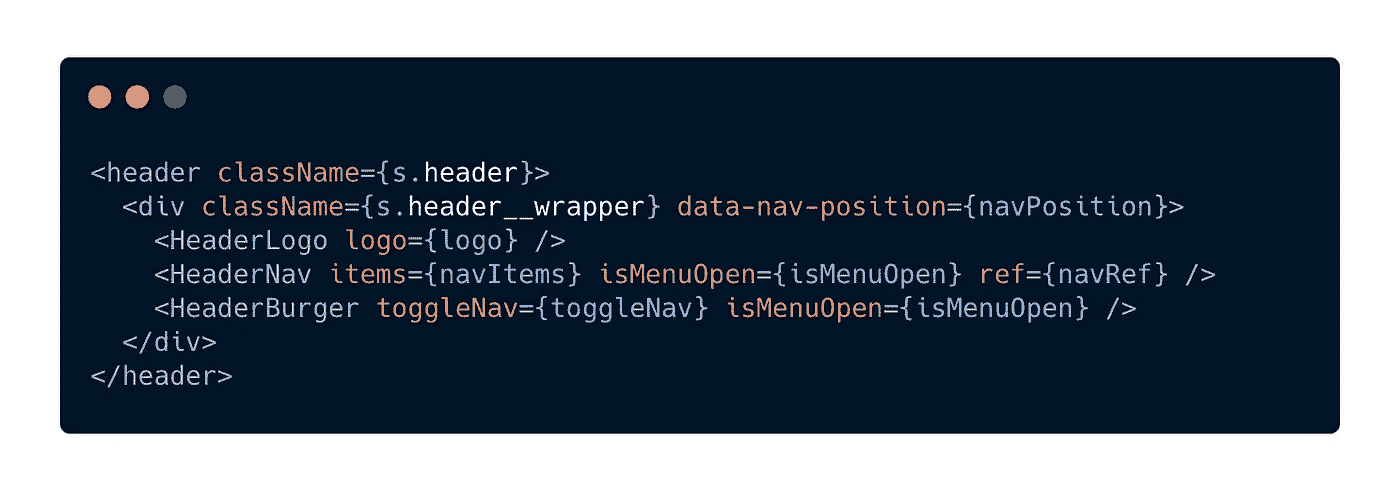 <header className={s.header}>
  <div className={s.header__wrapper} data-nav-position={navPosition}>
    <HeaderLogo logo={logo} />
    <HeaderNav items={navItems} isMenuOpen={isMenuOpen} ref={navRef} />
    <HeaderBurger toggleNav={toggleNav} isMenuOpen={isMenuOpen} />
  </div>
</header>